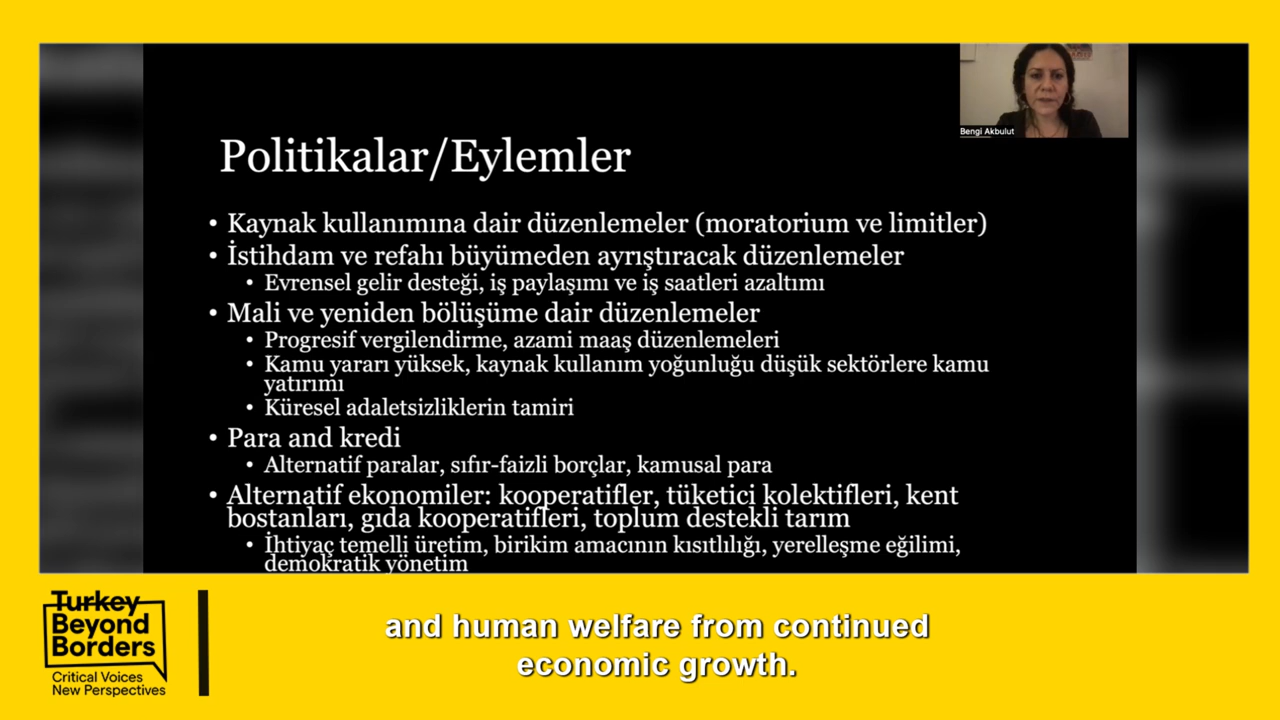 Bengi Akbulut
Politikalar/Eylemler
• Kaynak kullanımına dair düzenlemeler (moratorium ve limitler)
• İstihdam ve refahı büyümeden ayrıştıracak düzenlemeler
• Evrensel gelir desteği, iş paylaşımı ve iş saatleri azaltımı
• Mali ve yeniden bölüşüme dair düzenlemeler
• Progresif vergilendirme, azami maaş düzenlemeleri
• Kamu yararı yüksek, kaynak kullanım yoğunluğu düşük sektörlere kamu
yatırımı
• Küresel adaletsizliklerin tamiri
• Para and kredi
• Alternatif paralar, sıfır-faizli borçlar, kamusal para
• Alternatif ekonomiler: kooperatifler, tüketici kolektifleri, kent
bostanları, gıda kooperatifleri, toplum destekli tarım
• İhtiyaç temelli üretim, birikim amacının kısıtlılığı, yerelleşme eğilimi,
demokratik yönetim
Turkey
Beyond
Borders
Critical Voices
New Perspectives
and human welfare from continued
economic growth.